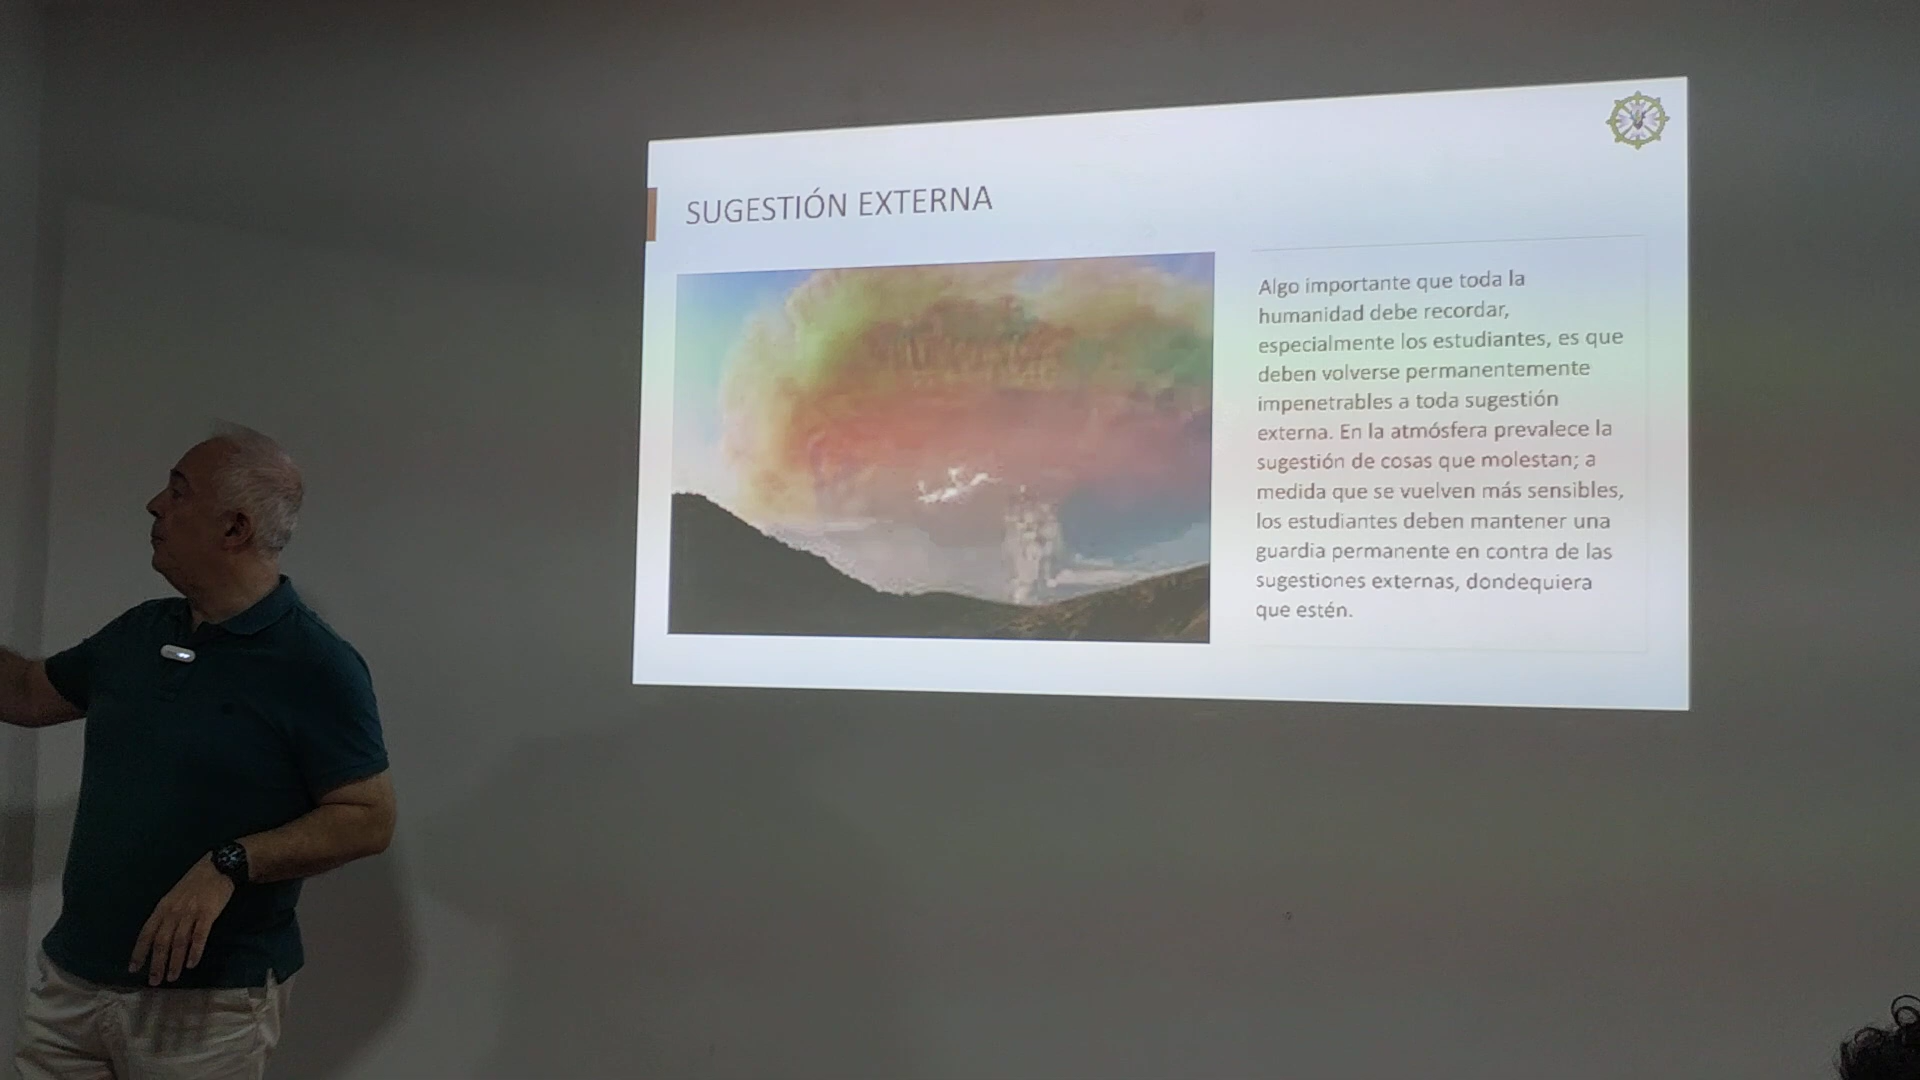 SUGESTIÓN EXTERNA
Algo importante que toda la
humanidad debe recordar,
especialmente los estudiantes, es que
deben volverse permanentemente
impenetrables a toda sugestión
externa. En la atmósfera prevalece la
sugestión de cosas que molestan; a
medida que se vuelven más sensibles,
los estudiantes deben mantener una
guardia permanente en contra de las
sugestiones externas, dondequiera
que estén.